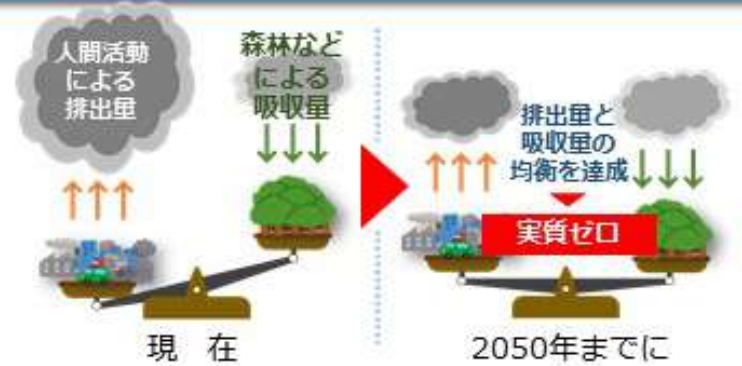 人間活動
による
排出量
森林など
による
吸収量
現 在
排出量と
吸収量の
均衡を達成
実質ゼロ
2050年までに